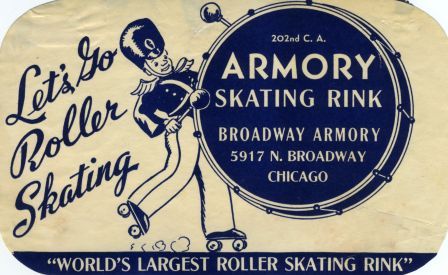 Let's Go
Roller
Skating
202nd C. A.
ARMORY
SKATING RINK
BROADWAY ARMORY
5917 N. BROADWAY
CHICAGO
"WORLD'S LARGEST ROLLER SKATING RINK"